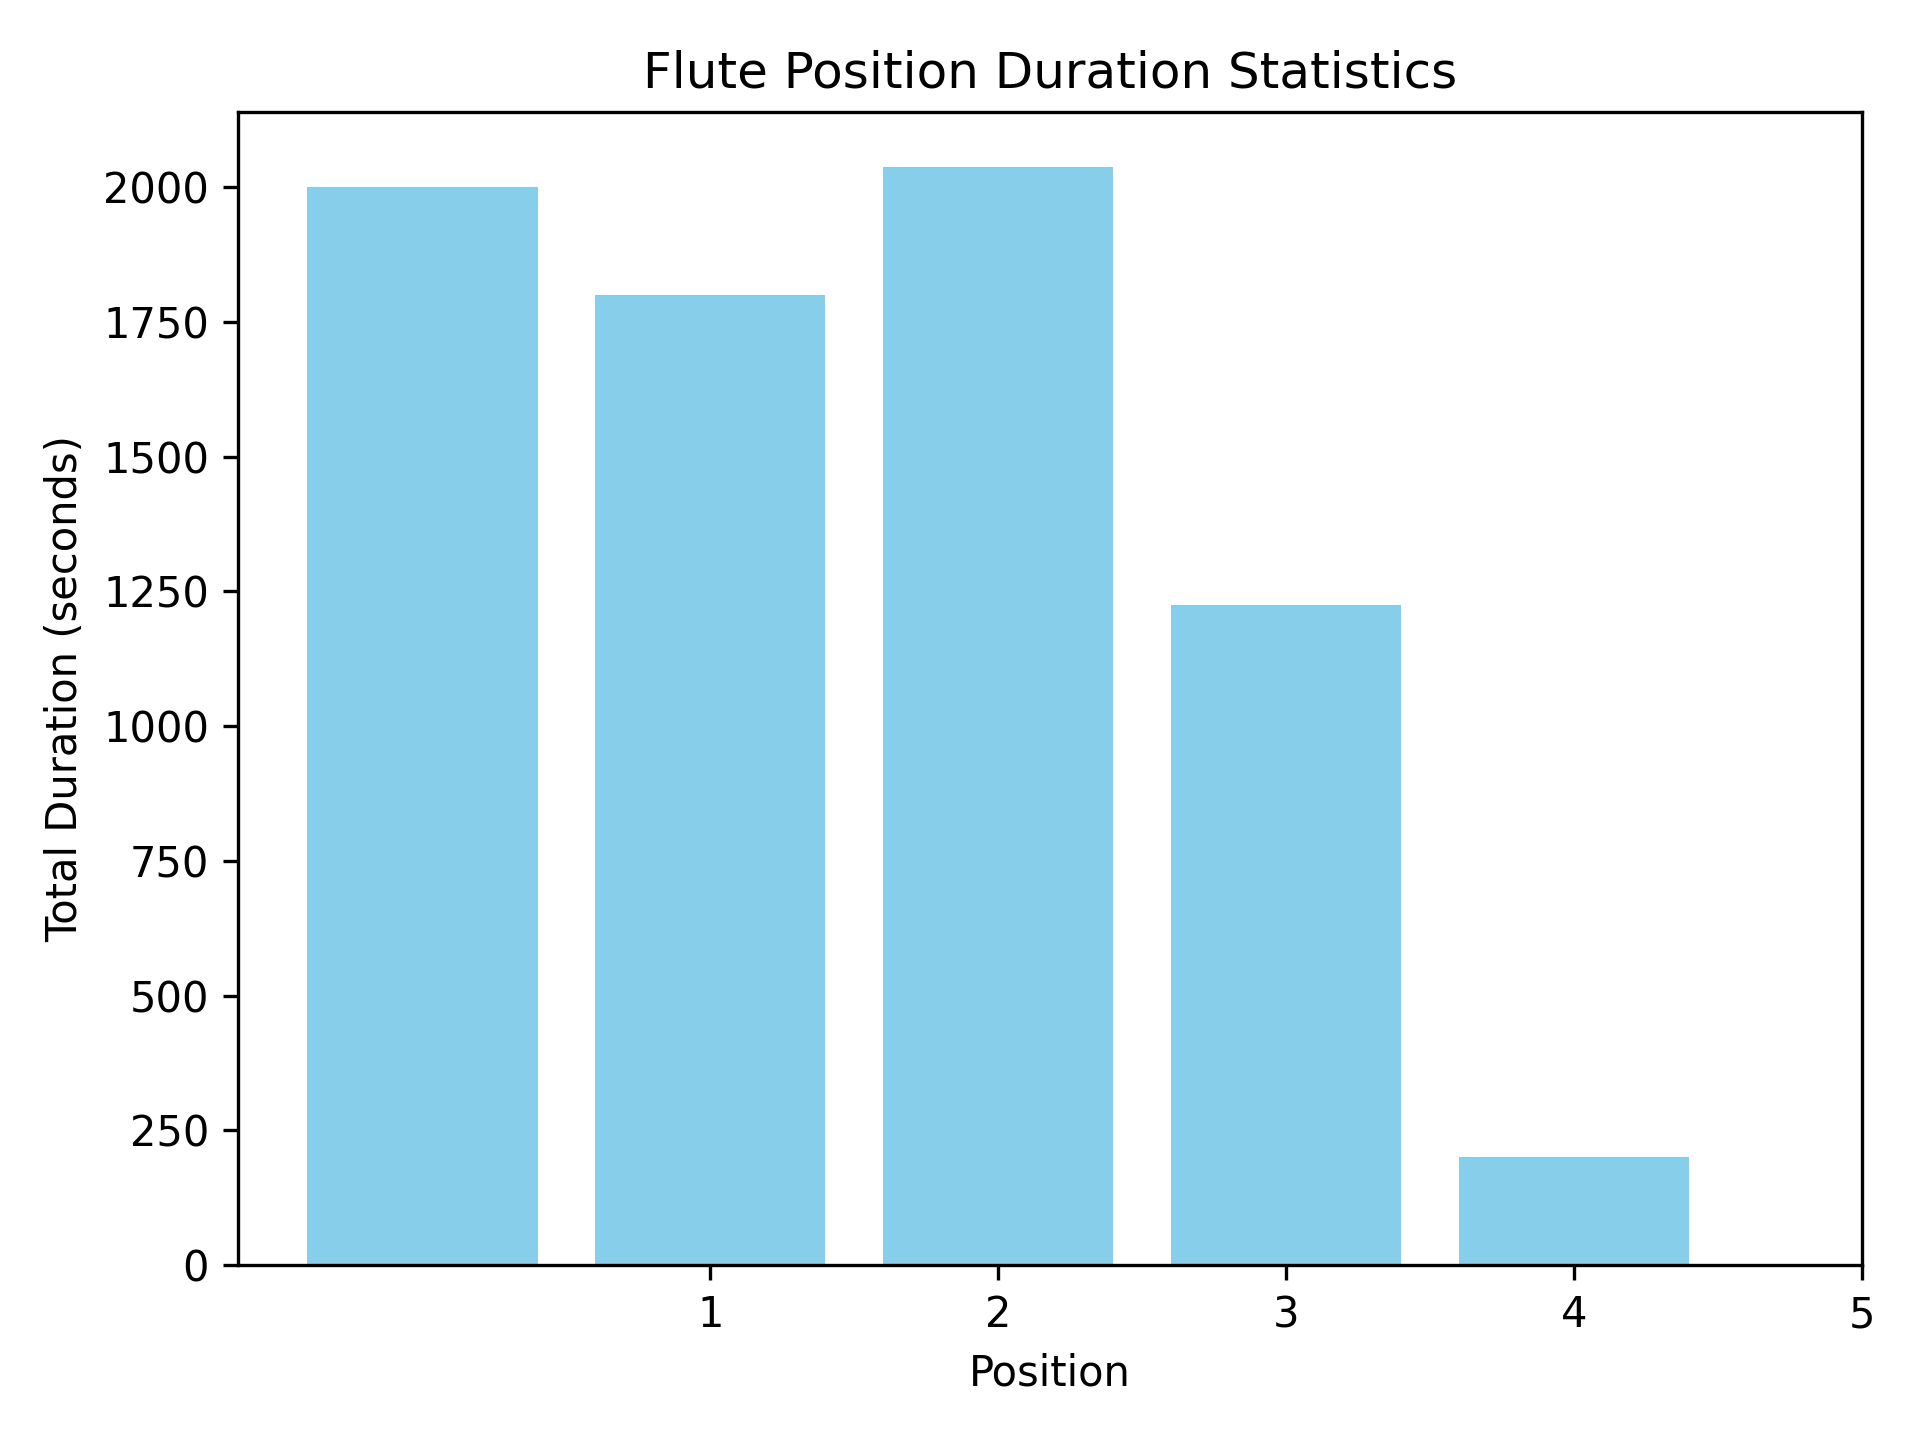 Flute Position Duration Statistics
2000
1750
1500
1250
1000
750
500
250
0
Total Duration (seconds)
1 2 3 4 5
Position